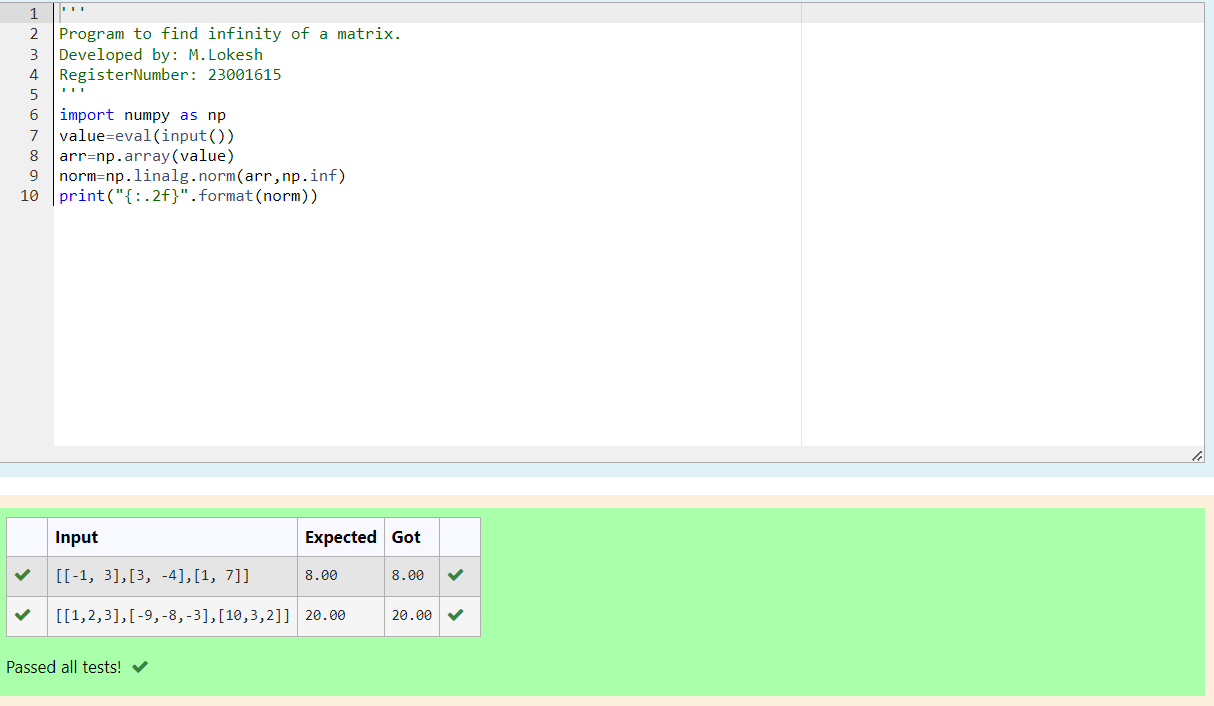 1 '''
2 Program to find infinity of a matrix.
3 Developed by: M.Lokesh
4 RegisterNumber: 23001615
5 '''
6 import numpy as np
7 value=eval(input())
8 arr=np.array(value)
9 norm=np.linalg.norm(arr,np.inf)
10 print("{:.2f}".format(norm))
Input Expected Got
[[-1, 3],[3, -4],[1, 7]] 8.00 8.00
[[1,2,3],[-9,-8,-3],[10,3,2]] 20.00 20.00
Passed all tests!